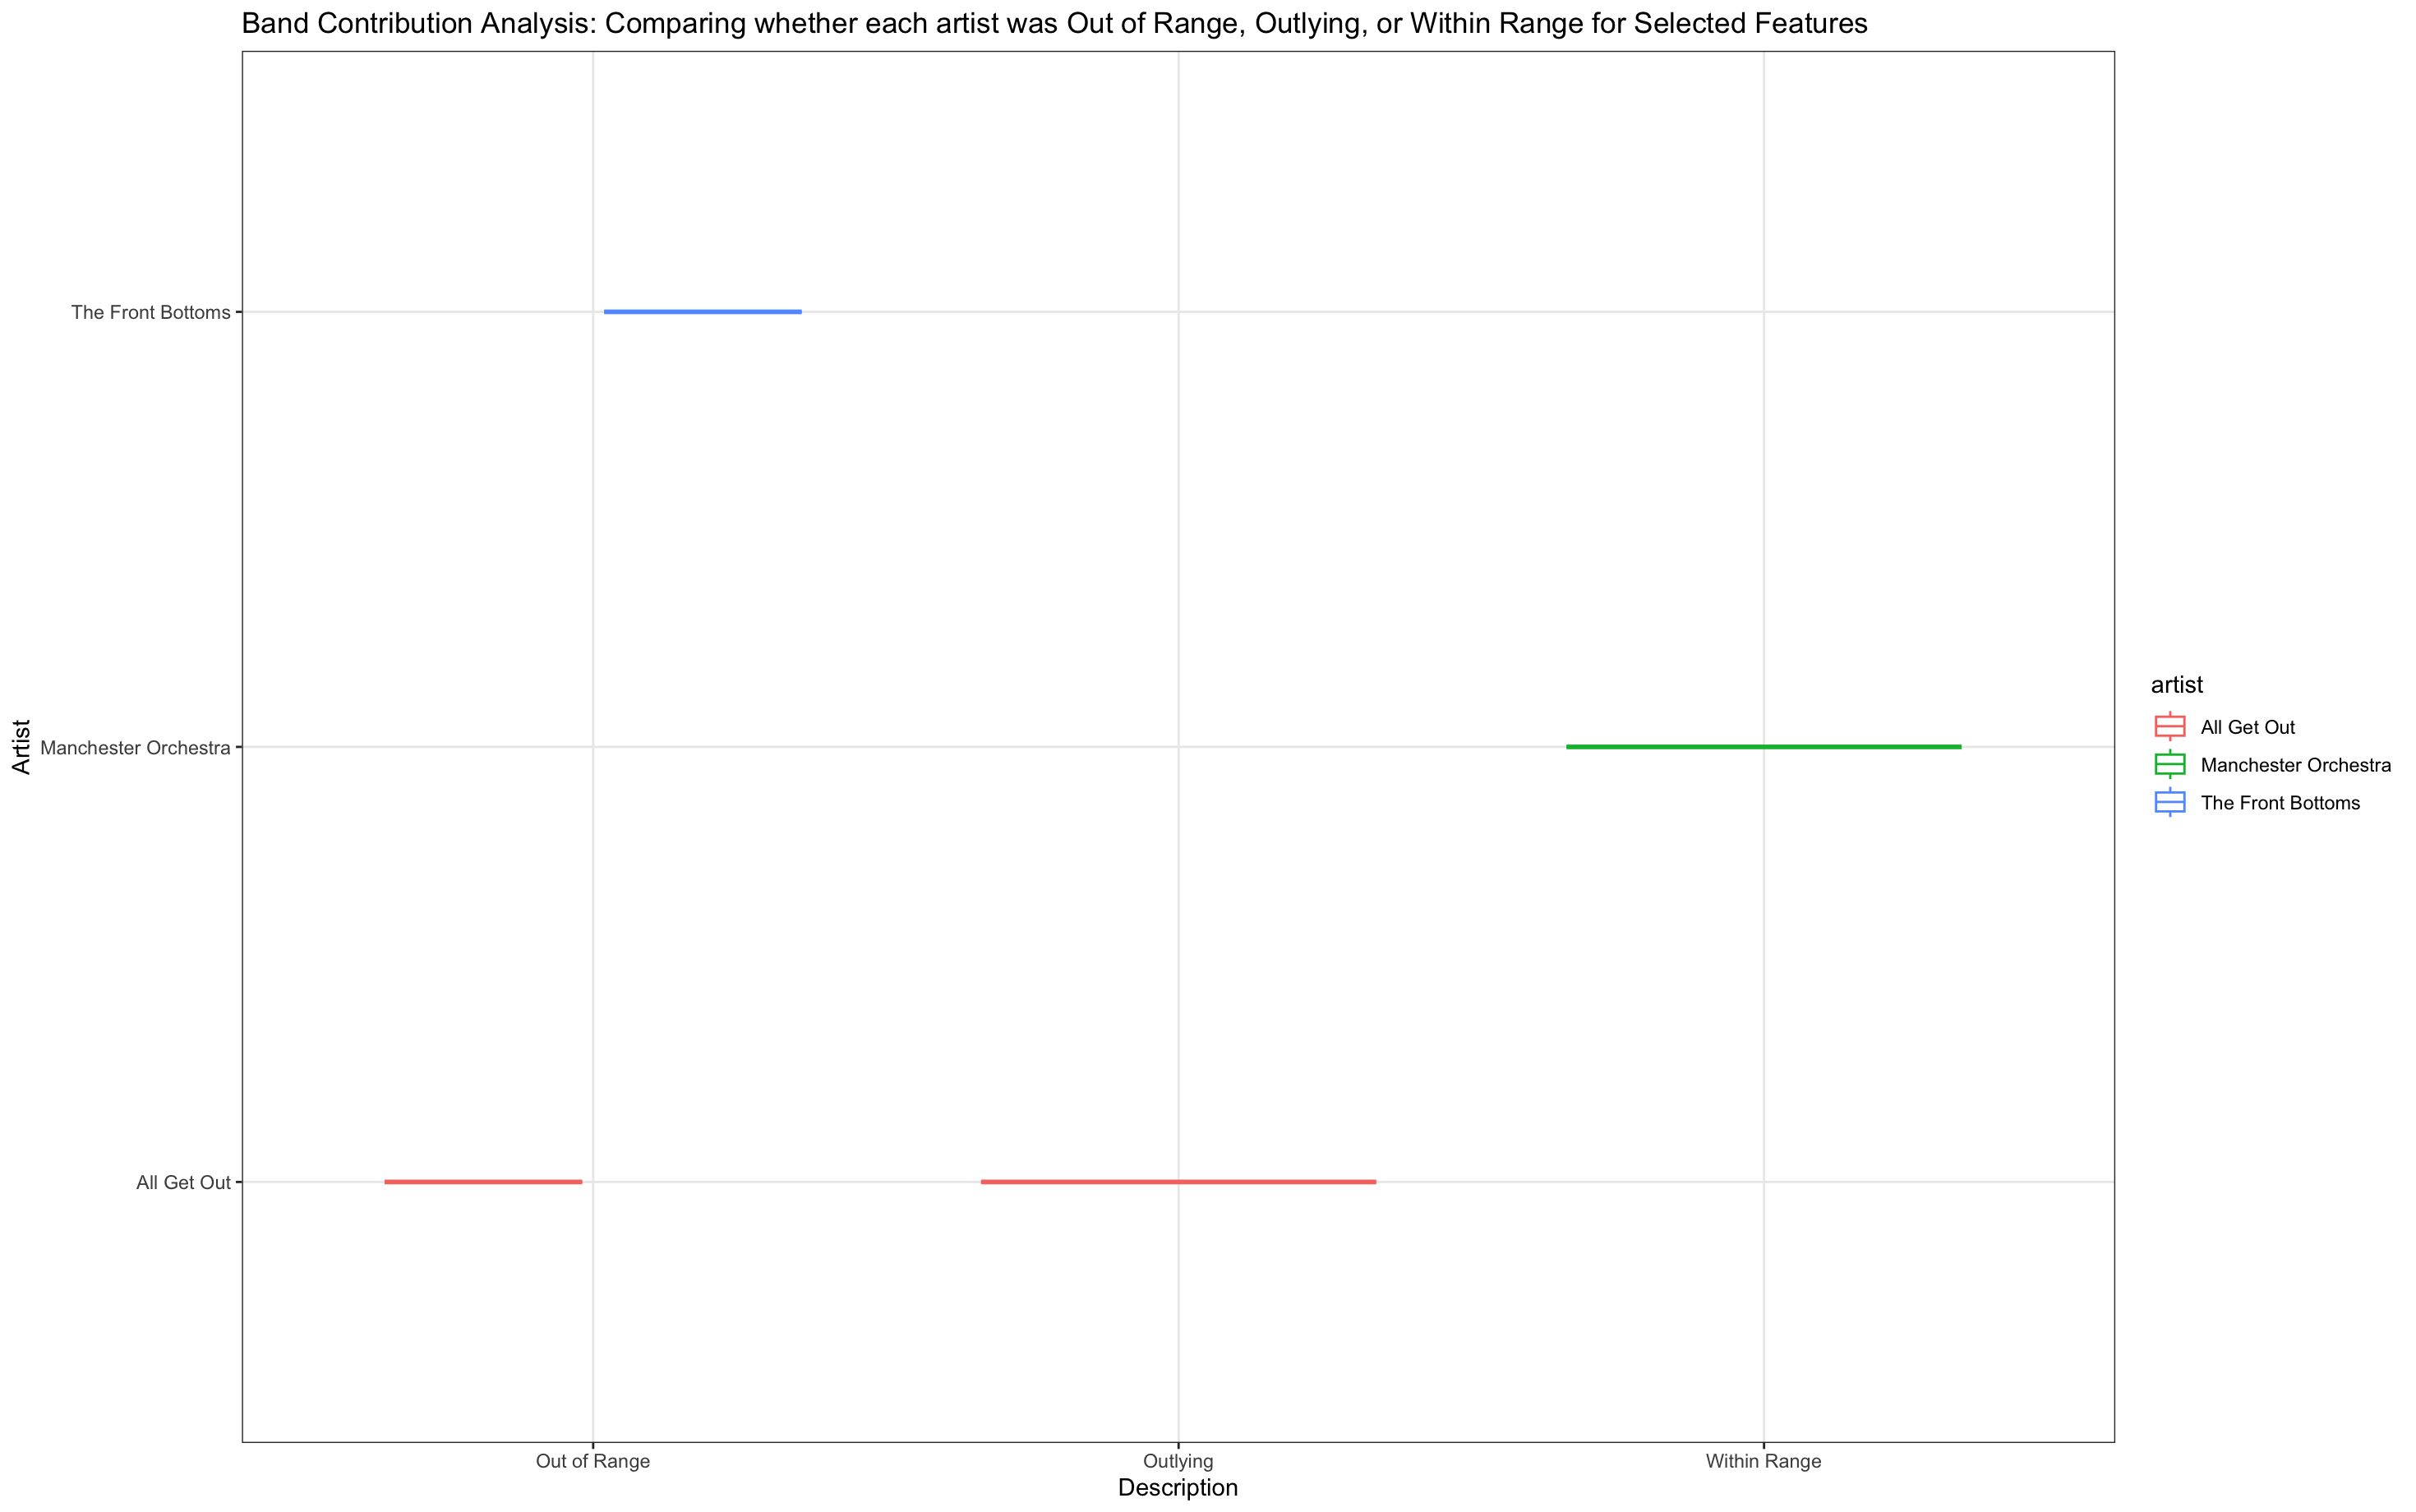 Band Contribution Analysis: Comparing whether each artist was Out of Range, Outlying, or Within Range for Selected Features
Artist
The Front Bottoms
Manchester Orchestra
All Get Out
Out of Range
Outlying
Within Range
Description
artist
All Get Out
Manchester Orchestra
The Front Bottoms